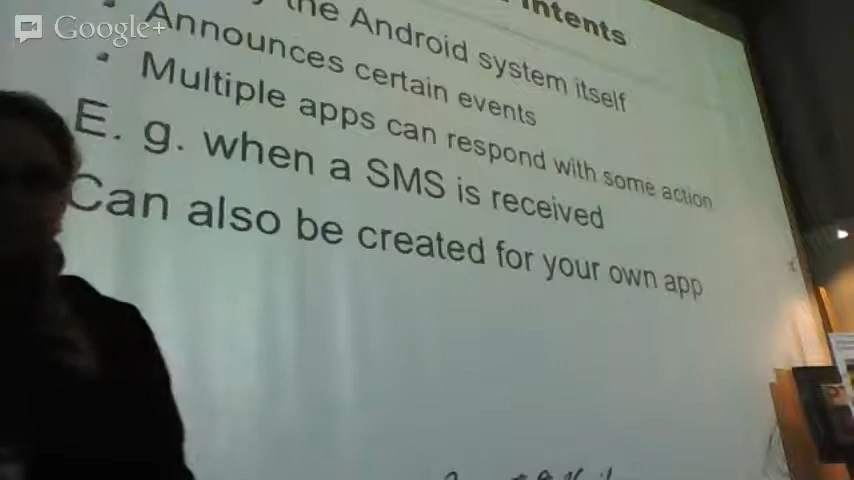 Google+
Intents
the Android system itself
Announces certain events
Multiple apps can respond with some action
E. g. when a SMS is received
Can also be created for your own app